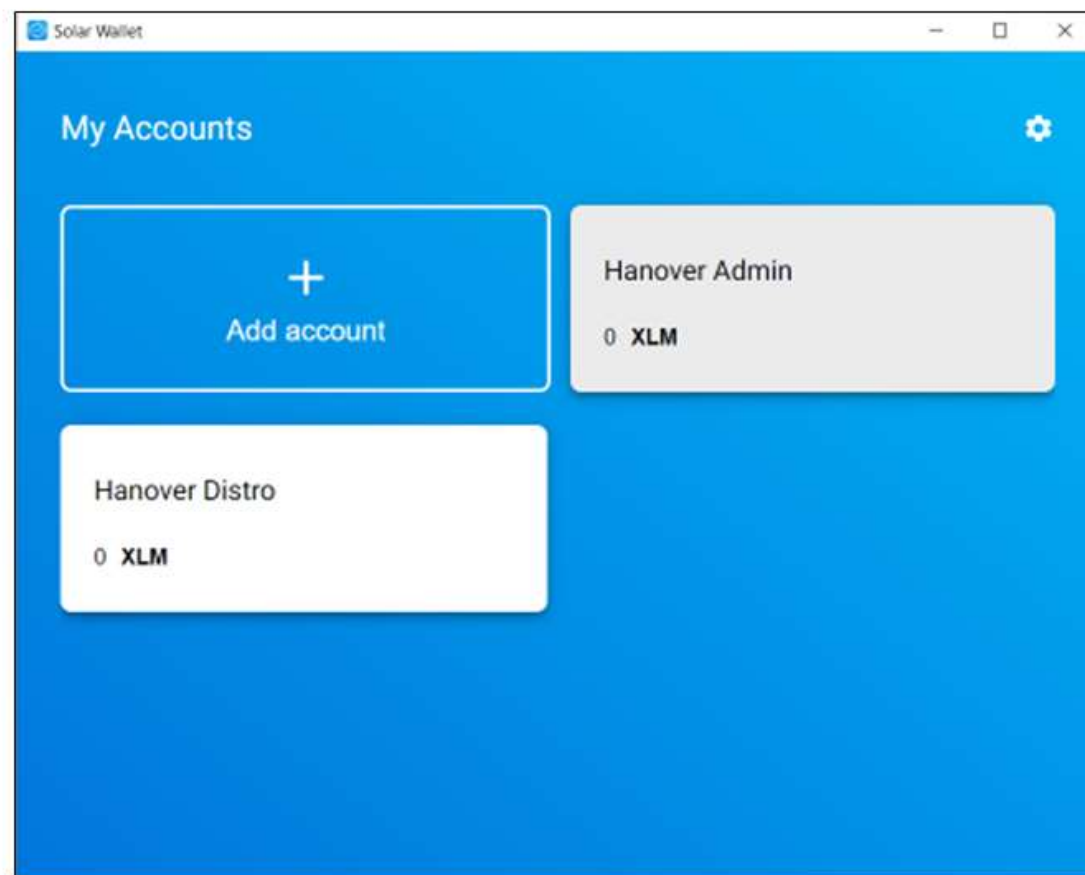 Solar Wallet
My Accounts
Add account
Hanover Admin
0 XLM
Hanover Distro
0 XLM